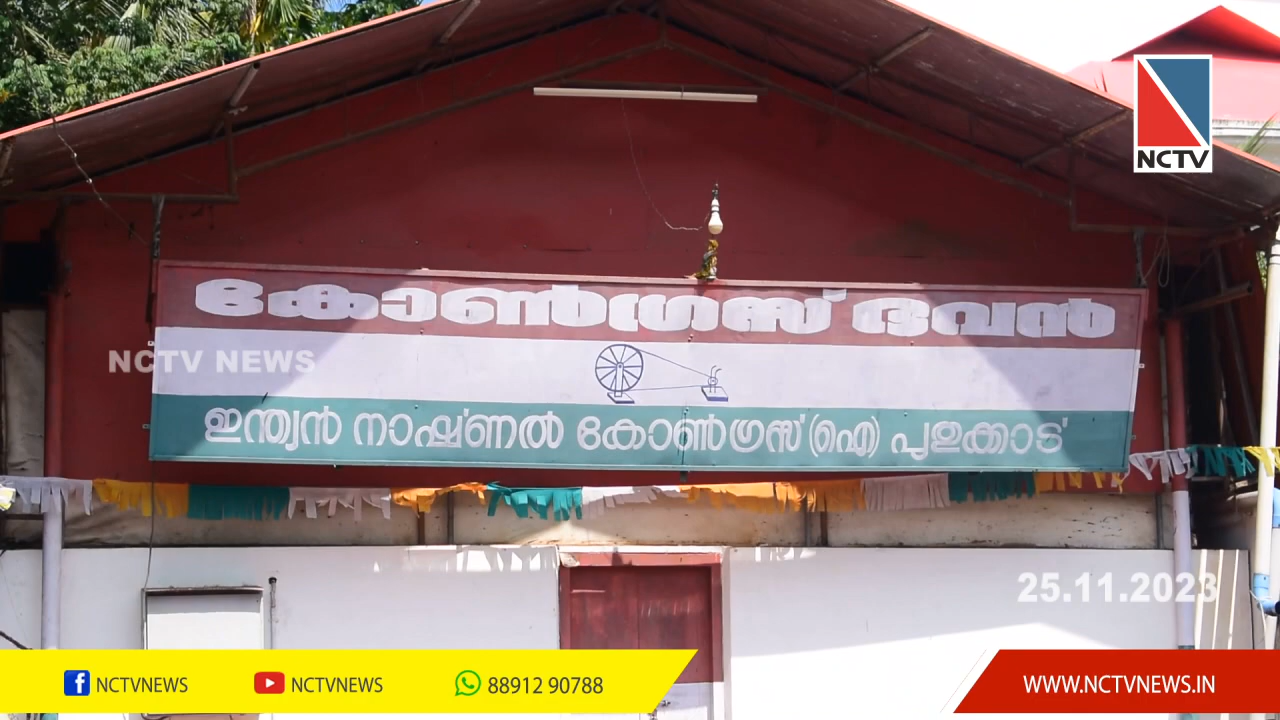 NCTV
കോൺഗ്രസ് ഭവൻ
NCTV NEWS
ഇന്ത്യൻ നാഷ്ണൽ കോൺഗ്രസ് (ഐ) പുതുക്കാട്
25.11.2023
NCTVNEWS
NCTVNEWS
88912 90788
WWW.NCTVNEWS.IN